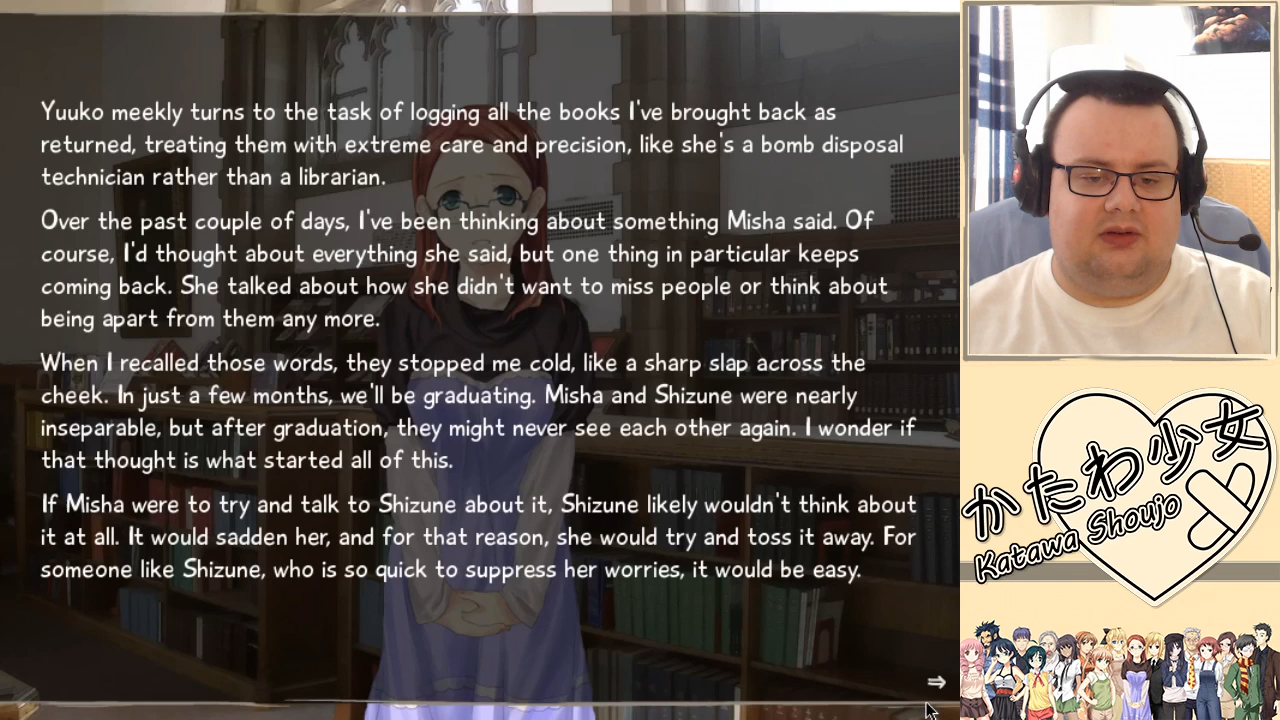 Yuuko meekly turns to the task of logging all the books I've brought back as
returned, treating them with extreme care and precision, like she's a bomb disposal
technician rather than a librarian.
Over the past couple of days, I've been thinking about something Misha said. Of
course, I'd thought about everything she said, but one thing in particular keeps
coming back. She talked about how she didn't want to miss people or think about
being apart from them any more.
When I recalled those words, they stopped me cold, like a sharp slap across the
cheek. In just a few months, we'll be graduating. Misha and Shizune were nearly
inseparable, but after graduation, they might never see each other again. I wonder if
that thought is what started all of this.
If Misha were to try and talk to Shizune about it, Shizune likely wouldn't think about
it at all. It would sadden her, and for that reason, she would try and toss it away. For
someone like Shizune, who is so quick to suppress her worries, it would be easy.
かたわ少女
Katawa Shoujo